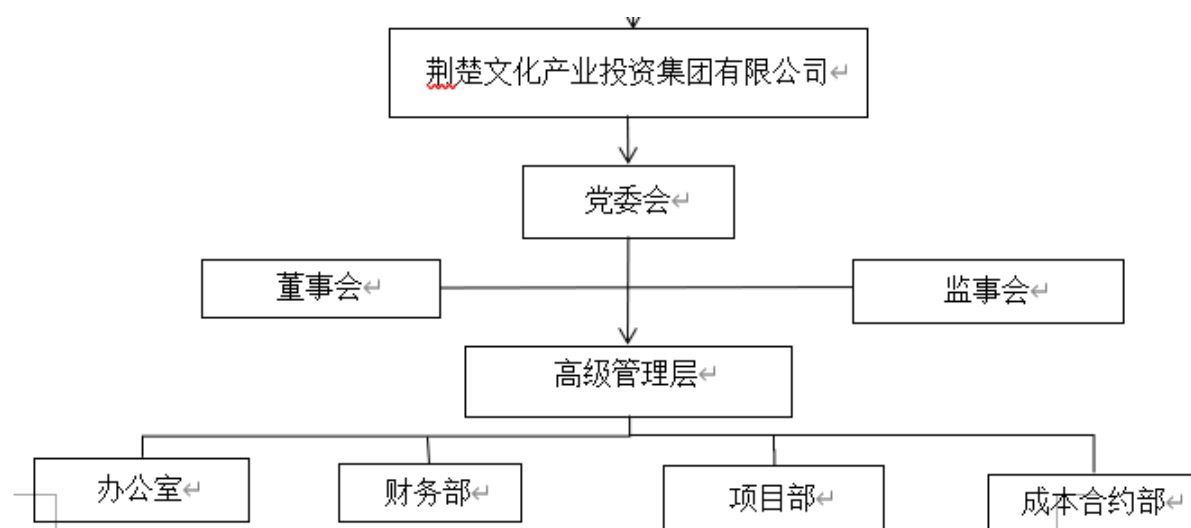 荆楚文化产业投资集团有限公司
党委会
董事会
监事会
高级管理层
办公室
财务部
项目部
成本合约部